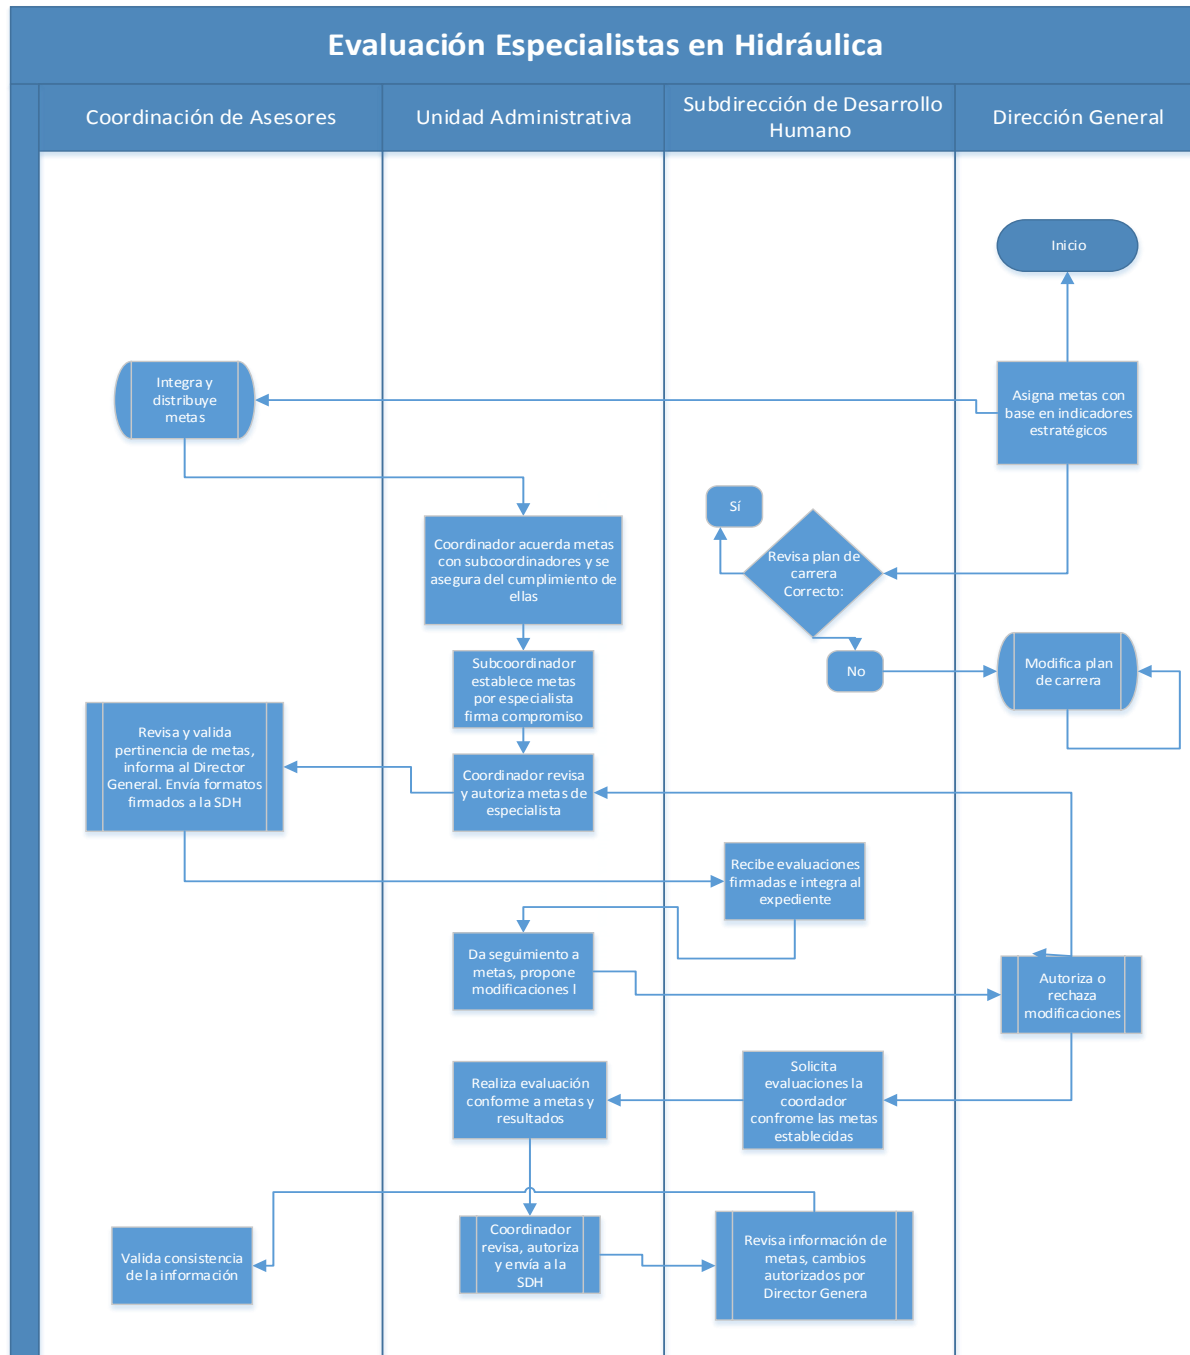 Evaluación Especialistas en Hidráulica
Coordinación de Asesores
Unidad Administrativa
Subdirección de Desarrollo
Humano
Dirección General
Inicio
Integra y
distribuye
metas
Asigna metas con
base en indicadores
estratégicos
Sí
Coordinador acuerda metas
con subcoordinadores y se
asegura del cumplimiento de
ellas
Revisa plan de
carrera
Correcto:
No
Modifica plan
de carrera
Subcoordinador
establece metas
por especialista
firma compromiso
Revisa y valida
pertinencia de metas,
informa al Director
General. Envía formatos
firmados a la SDH
Coordinador revisa
y autoriza metas de
especialista
Recibe evaluaciones
firmadas e integra al
expediente
Da seguimiento a
metas, propone
modificaciones l
Autoriza o
rechaza
modificaciones
Realiza evaluación
conforme a metas y
resultados
Solicita
evaluaciones la
coordador
confrome las metas
establecidas
Valida consistencia
de la información
Coordinador
revisa, autoriza
y envía a la
SDH
Revisa información de
metas, cambios
autorizados por
Director Genera